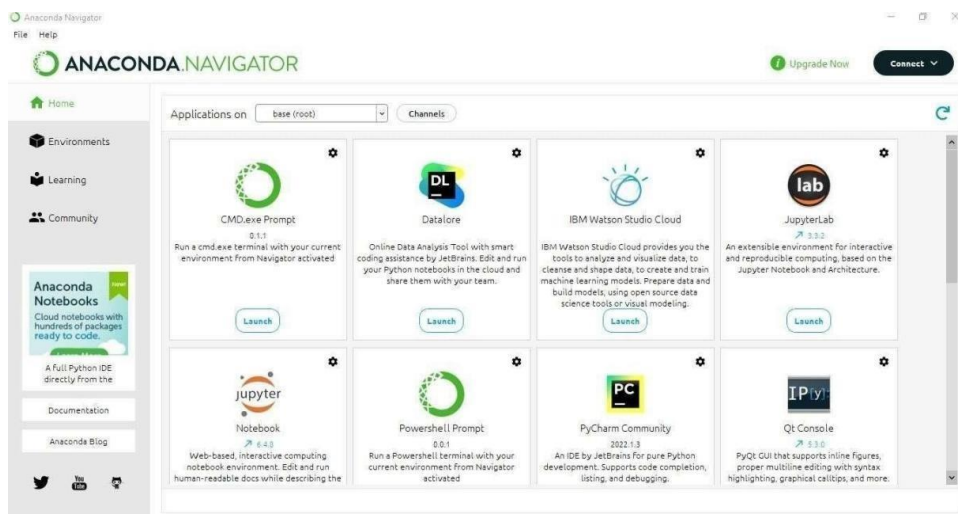 Anaconda Navigator
File Help
ANACONDA.NAVIGATOR
Upgrade Now
Connect
Home
Environments
Learning
Community
Anaconda
Notebooks
New!
Cloud notebooks with
hundreds of packages
ready to code.
Learn More
A full Python IDE
directly from the
Documentation
Anaconda Blog
You
Tube
Applications on base (root) Channels
CMD.exe Prompt
0.1.1
Run a cmd.exe terminal with your current
environment from Navigator activated
Launch
DL
Datalore
Online Data Analysis Tool with smart
coding assistance by JetBrains. Edit and run
your Python notebooks in the cloud and
share them with your team.
Launch
IBM Watson Studio Cloud
IBM Watson Studio Cloud provides you the
tools to analyze and visualize data, to
cleanse and shape data, to create and train
machine learning models. Prepare data and
build models, using open source data
science tools or visual modeling.
Launch
lab
JupyterLab
3.3.2
An extensible environment for interactive
and reproducible computing, based on the
Jupyter Notebook and Architecture.
Launch
jupyter
Notebook
6.4.0
Web-based, interactive computing
notebook environment. Edit and run
human-readable docs while describing the
Powershell Prompt
0.0.1
Run a Powershell terminal with your
current environment from Navigator
activated
PC
PyCharm Community
2022.1.3
An IDE by JetBrains for pure Python
development. Supports code completion,
listing, and debugging.
IP[y]:
Qt Console
5.3.0
PyQt GUI that supports inline figures,
proper multiline editing with syntax
highlighting, graphical calltips, and more.